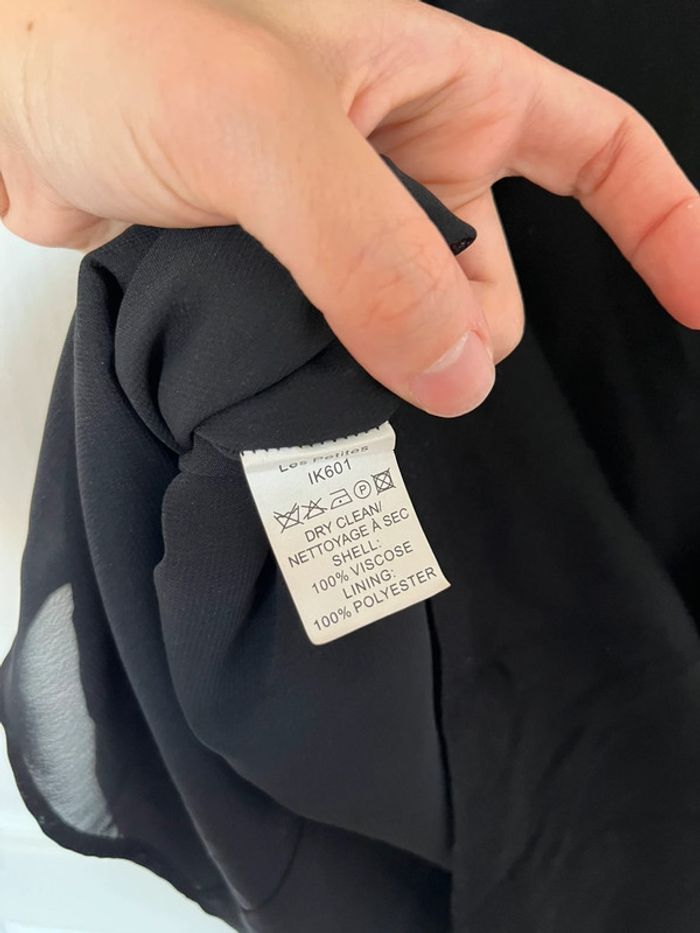 Les Petites
IK601
P
DRY CLEAN/
NETTOYAGE À SEC
SHELL:
100% VISCOSE
LINING:
100% POLYESTER